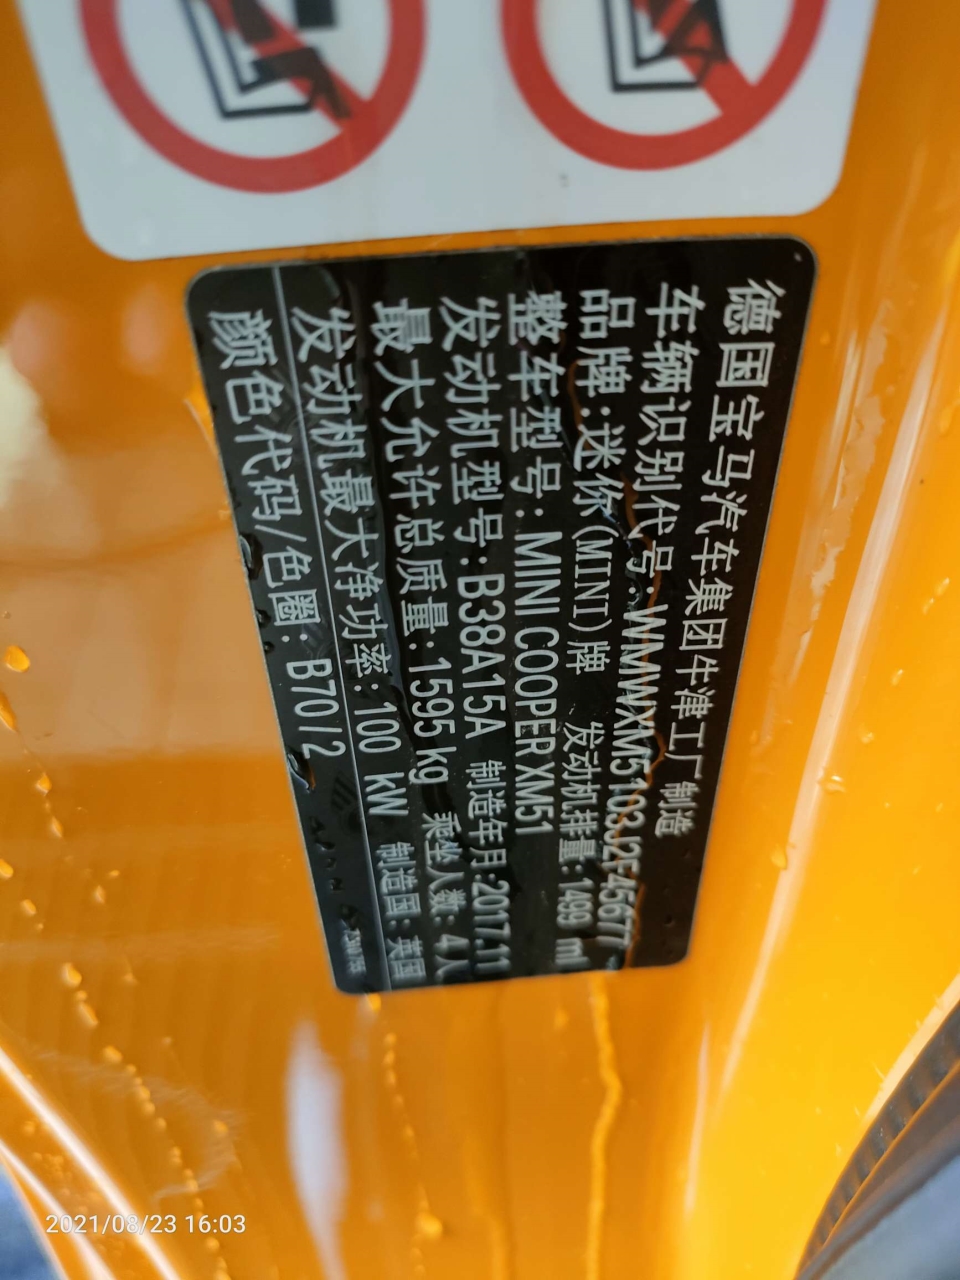 德国宝马汽车集团牛津工厂制造
车辆识别代号: WMWXM5103J2F45677
品牌:迷你(MINI)牌 发动机排量:1499 ml
整车型号: MINI COOPER XM51
发动机型号:B38A15A 制造年月:2017.11
最大允许总质量:1595 kg 乘坐人数: 4人
发动机最大净功率:100 kW 制造国: 英国
颜色代码/色圈: B70/2
2021/08/23 16:03